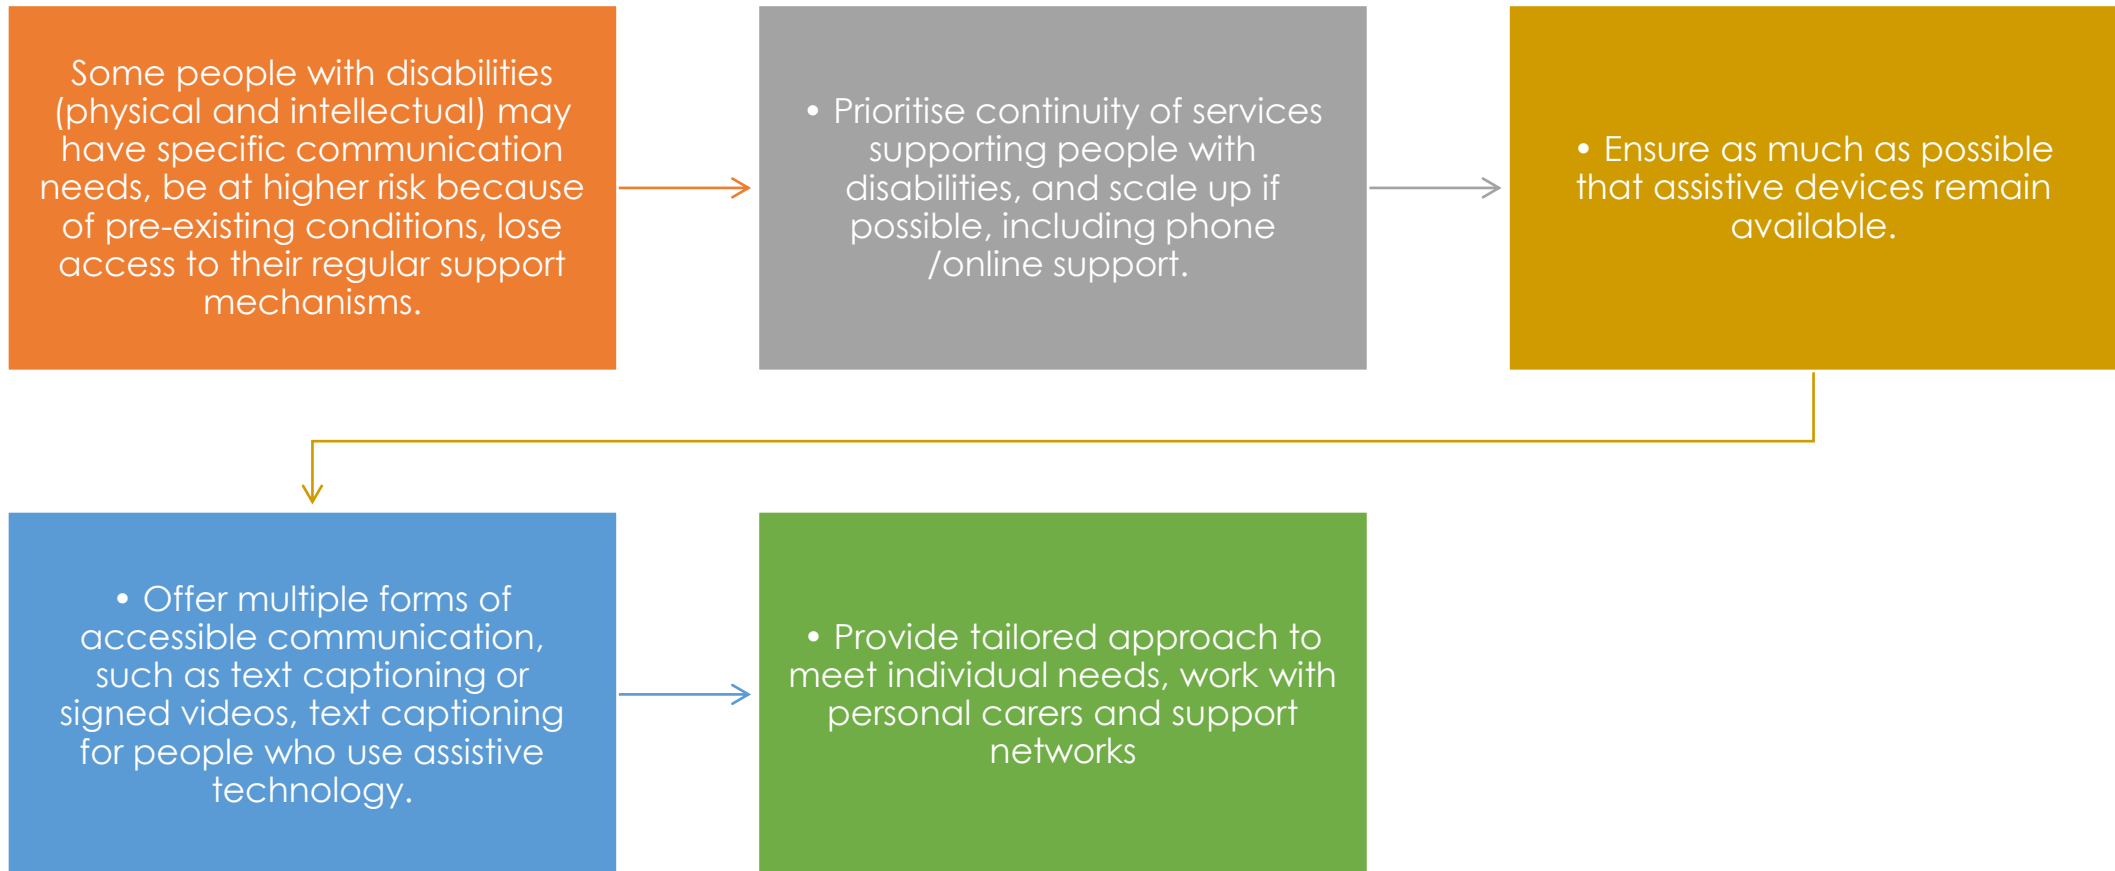 Some people with disabilities
(physical and intellectual) may
have specific communication
needs, be at higher risk because
of pre-existing conditions, lose
access to their regular support
mechanisms.
• Prioritise continuity of services
supporting people with
disabilities, and scale up if
possible, including phone
/online support.
• Ensure as much as possible
that assistive devices remain
available.
• Offer multiple forms of
accessible communication,
such as text captioning or
signed videos, text captioning
for people who use assistive
technology.
• Provide tailored approach to
meet individual needs, work with
personal carers and support
networks